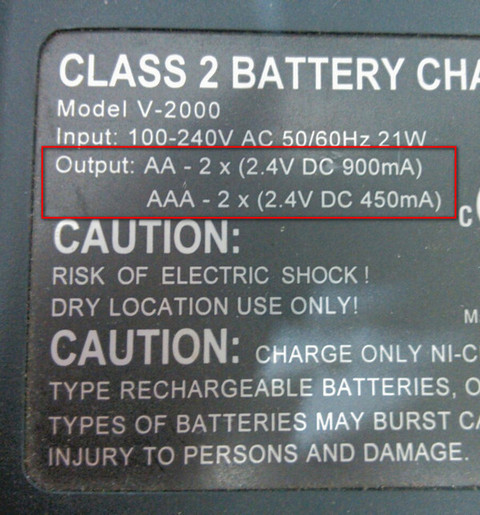 CLASS 2 BATTERY CHA
Model V-2000
Input: 100-240V AC 50/60Hz 21W
Output: AA - 2 x (2.4V DC 900mA)
AAA - 2 x (2.4V DC 450mA)
c
CAUTION:
RISK OF ELECTRIC SHOCK!
DRY LOCATION USE ONLY!
M
CAUTION: CHARGE ONLY NI-C
TYPE RECHARGEABLE BATTERIES, O
TYPES OF BATTERIES MAY BURST CA
INJURY TO PERSONS AND DAMAGE.